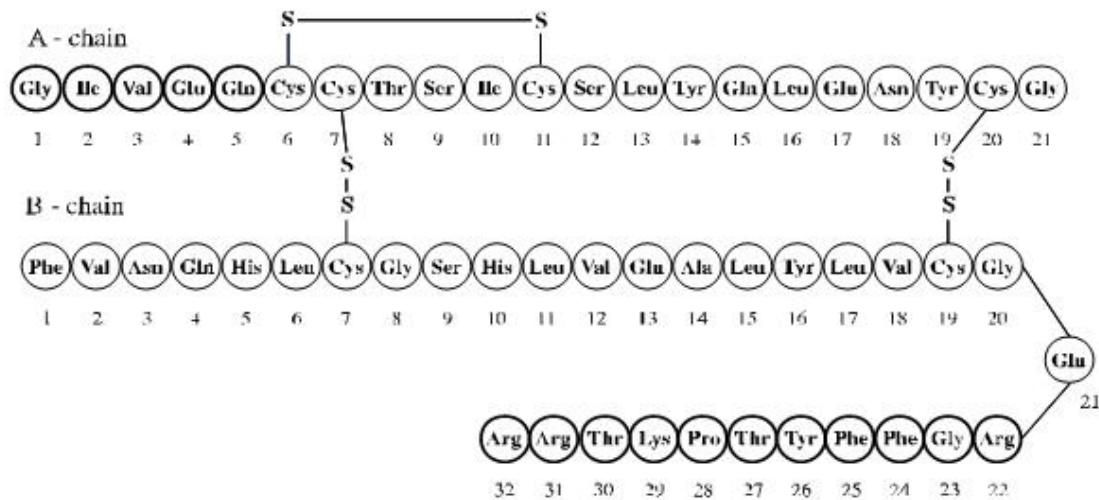 S S
A - chain
Gly Ile Val Glu Gln Cys Cys Thr Ser Ile Cys Ser Leu Tyr Gln Leu Glu Asn Tyr Cys Gly
1 2 3 4 5 6 7 8 9 10 11 12 13 14 15 16 17 18 19 20 21
S S
S S
B - chain
Phe Val Asn Gln His Leu Cys Gly Ser His Leu Val Glu Ala Leu Tyr Leu Val Cys Gly
1 2 3 4 5 6 7 8 9 10 11 12 13 14 15 16 17 18 19 20
Glu
21
Arg Arg Thr Lys Pro Thr Tyr Phe Phe Gly Arg
32 31 30 29 28 27 26 25 24 23 22